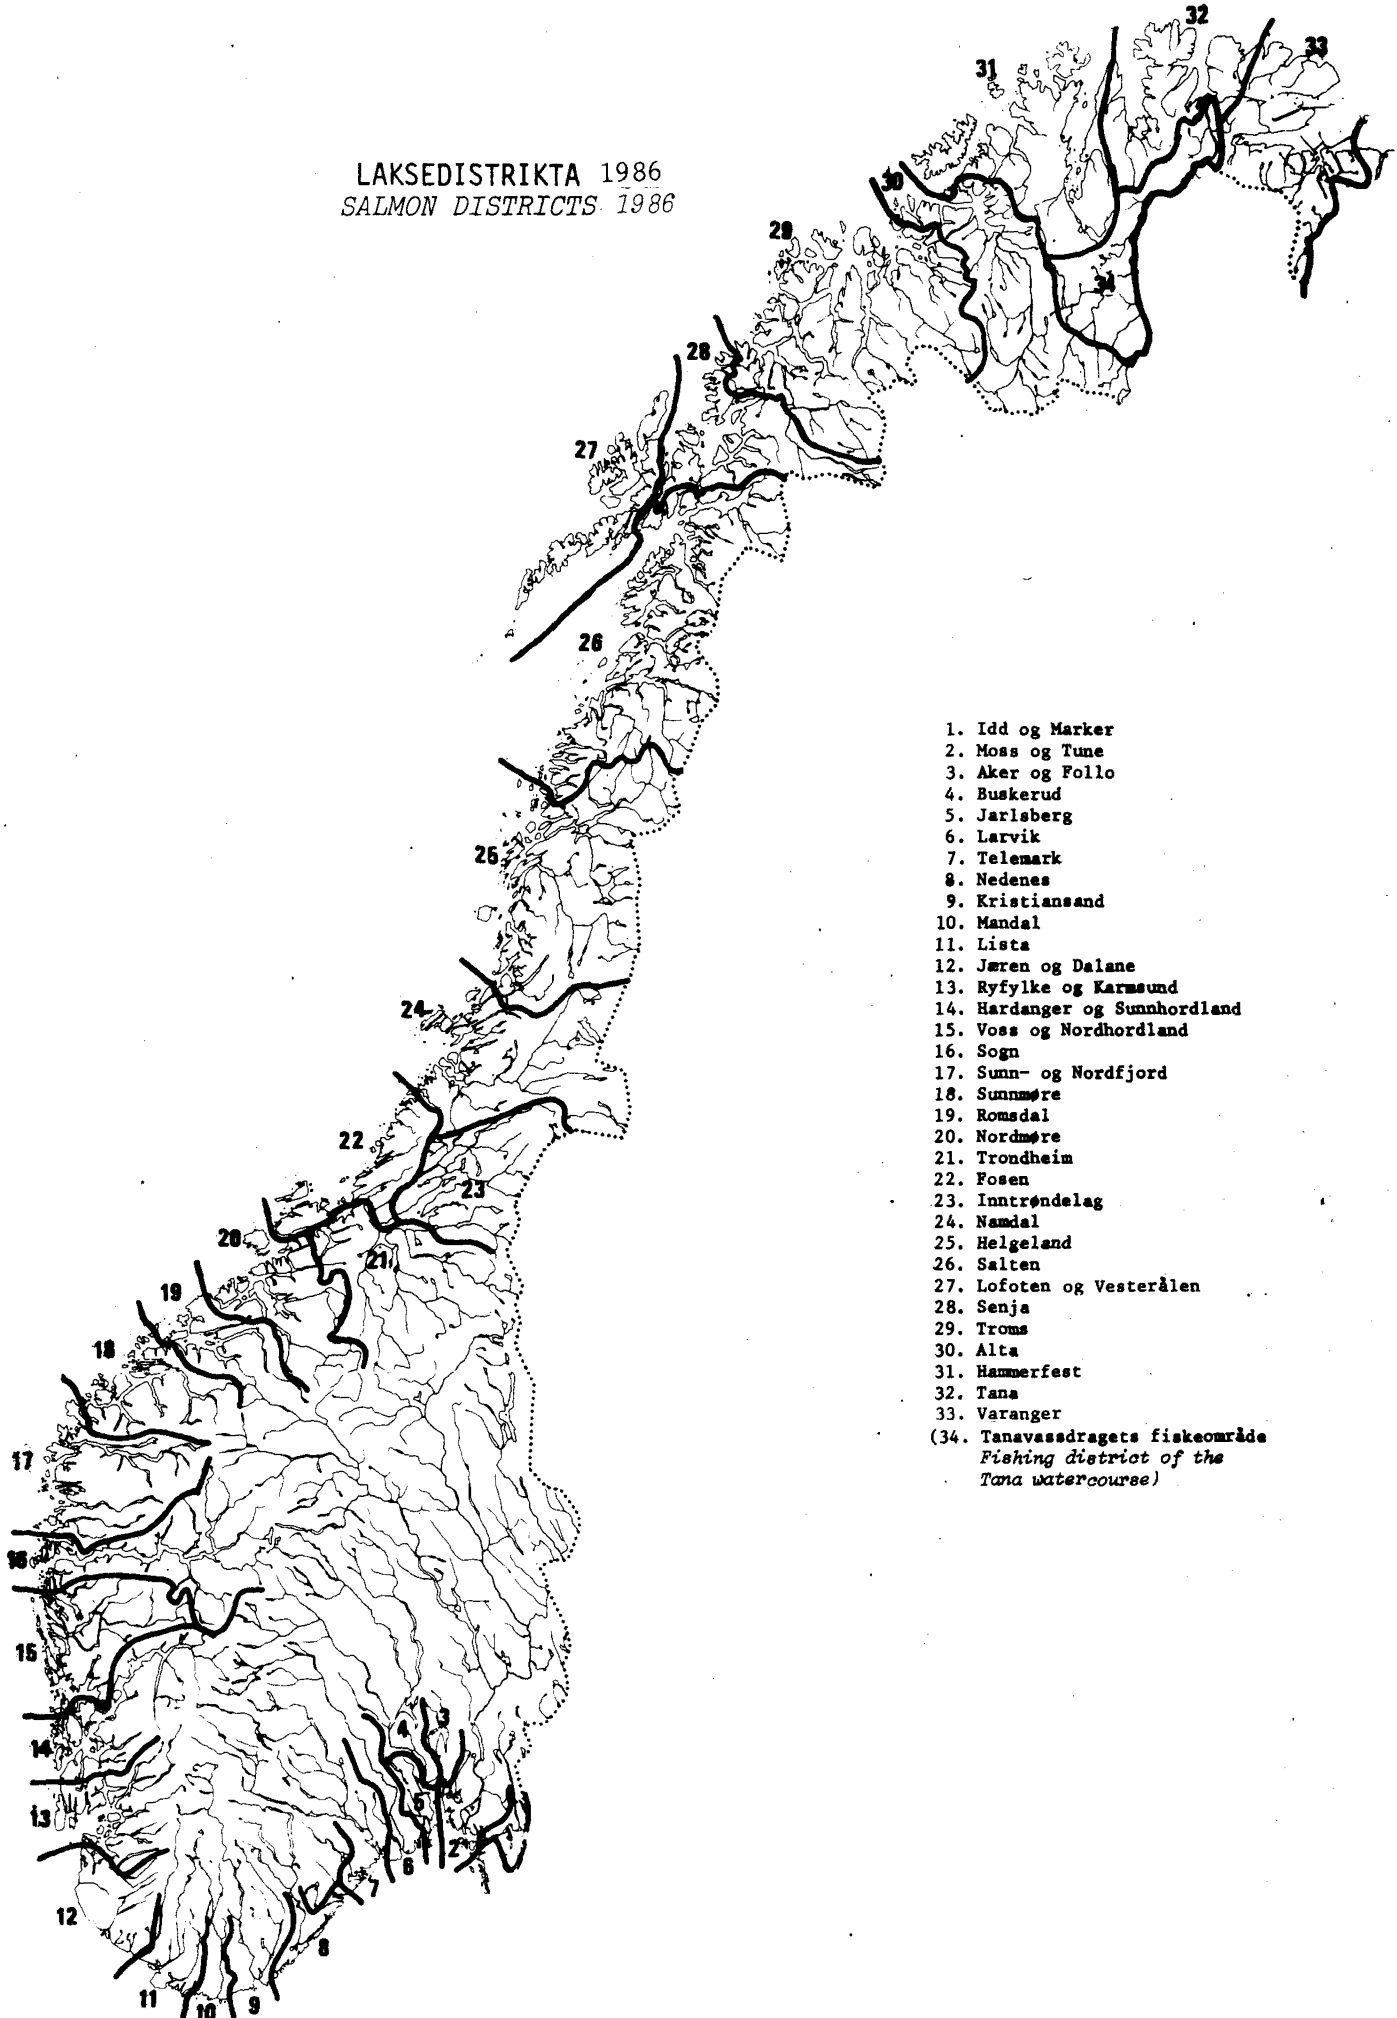 LAKSEDISTRIKTA 1986
SALMON DISTRICTS 1986
32
33
31
30
29
34
28
27
26
25
24
22
23
20
21
19
18
17
16
15
14
13
12
11
10
9
8
7
6
5
4
3
2
1. Idd og Marker
2. Moss og Tune
3. Aker og Follo
4. Buskerud
5. Jarlsberg
6. Larvik
7. Telemark
8. Nedenes
9. Kristiansand
10. Mandal
11. Lista
12. Jæren og Dalane
13. Ryfylke og Karmsund
14. Hardanger og Sunnhordland
15. Voss og Nordhordland
16. Sogn
17. Sunn- og Nordfjord
18. Sunnmøre
19. Romsdal
20. Nordmøre
21. Trondheim
22. Fosen
23. Inntrøndelag
24. Namdal
25. Helgeland
26. Salten
27. Lofoten og Vesterålen
28. Senja
29. Troms
30. Alta
31. Hammerfest
32. Tana
33. Varanger
(34. Tanavassdragets fiskeområde
Fishing district of the
Tana watercourse)